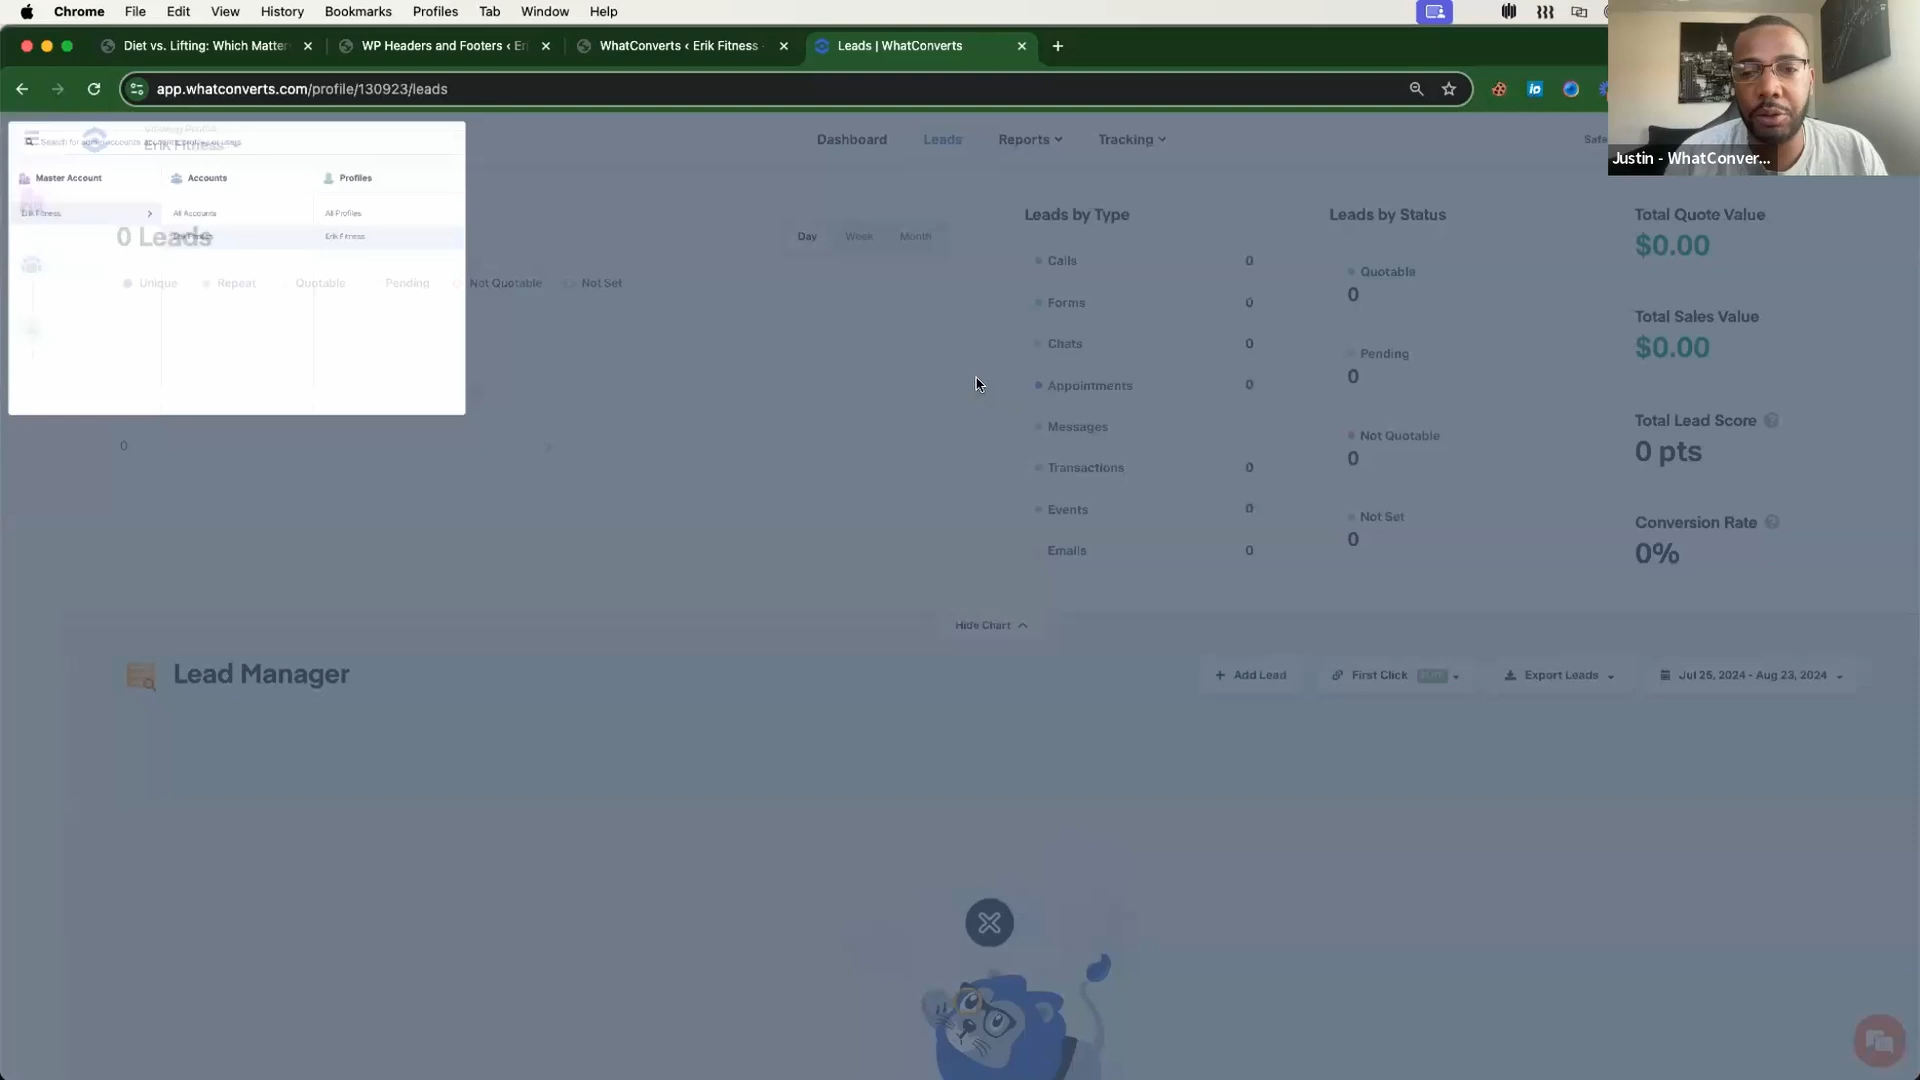 Chrome File Edit View History Bookmarks Profiles Tab Window Help
Diet vs. Lifting: Which Matter
WP Headers and Footers ‹ Eri
WhatConverts ‹ Erik Fitness
Leads | WhatConverts
app.whatconverts.com/profile/130923/leads
Justin - WhatConver...
Erik Fitness
Dashboard Leads Reports Tracking
Safe
Master Account
Accounts
Profiles
Erik Fitness
All Accounts
All Profiles
Erik Fitness
0 Leads
Day Week Month
Unique Repeat Quotable Pending Not Quotable Not Set
0
Leads by Type
Calls 0
Forms 0
Chats 0
Appointments 0
Messages
Transactions 0
Events 0
Emails 0
Leads by Status
Quotable
0
Pending
0
Not Quotable
0
Not Set
0
Total Quote Value
$0.00
Total Sales Value
$0.00
Total Lead Score
0 pts
Conversion Rate
0%
Hide Chart
Lead Manager
Add Lead
First Click
Export Leads
Jul 25, 2024 - Aug 23, 2024